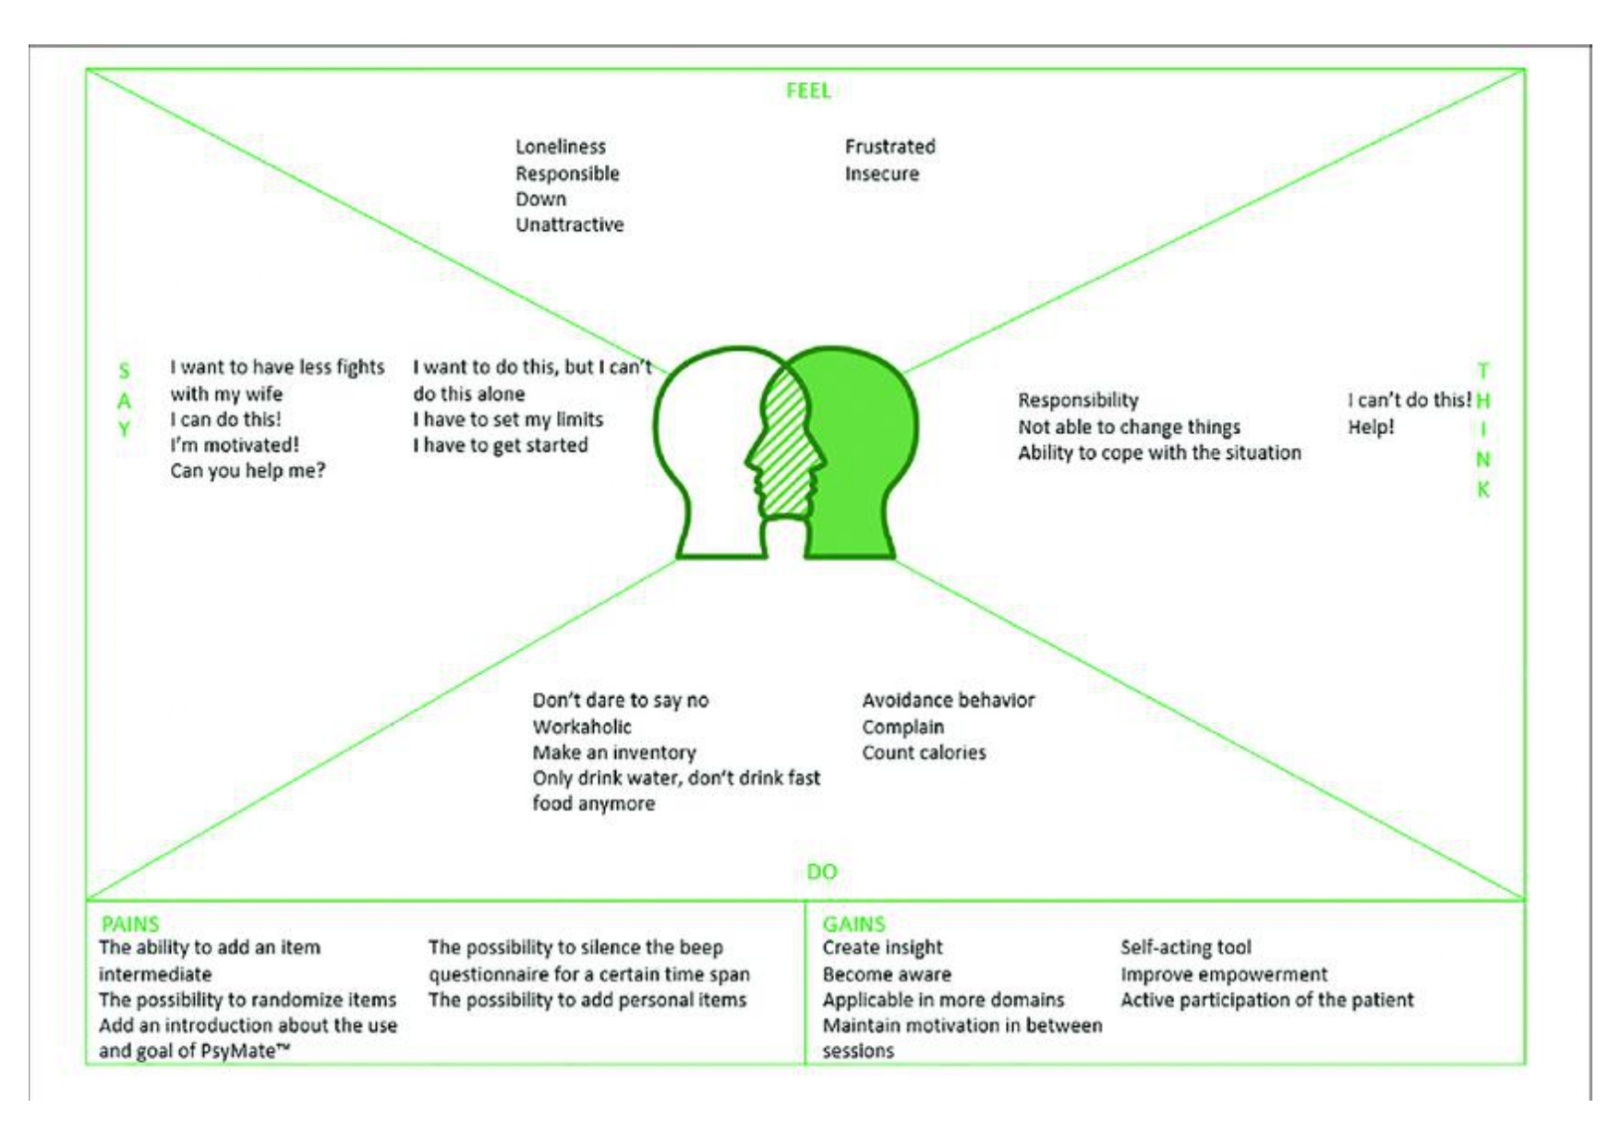 FEEL
Loneliness
Responsible
Down
Unattractive
Frustrated
Insecure
SAY
I want to have less fights
with my wife
I can do this!
I'm motivated!
Can you help me?
I want to do this, but I can't
do this alone
I have to set my limits
I have to get started
THINK
Responsibility
Not able to change things
Ability to cope with the situation
I can't do this!
Help!
Don't dare to say no
Workaholic
Make an inventory
Only drink water, don't drink fast
food anymore
Avoidance behavior
Complain
Count calories
DO
PAINS
The ability to add an item
intermediate
The possibility to randomize items
Add an introduction about the use
and goal of PsyMate™
The possibility to silence the beep
questionnaire for a certain time span
The possibility to add personal items
GAINS
Create insight
Become aware
Applicable in more domains
Maintain motivation in between
sessions
Self-acting tool
Improve empowerment
Active participation of the patient